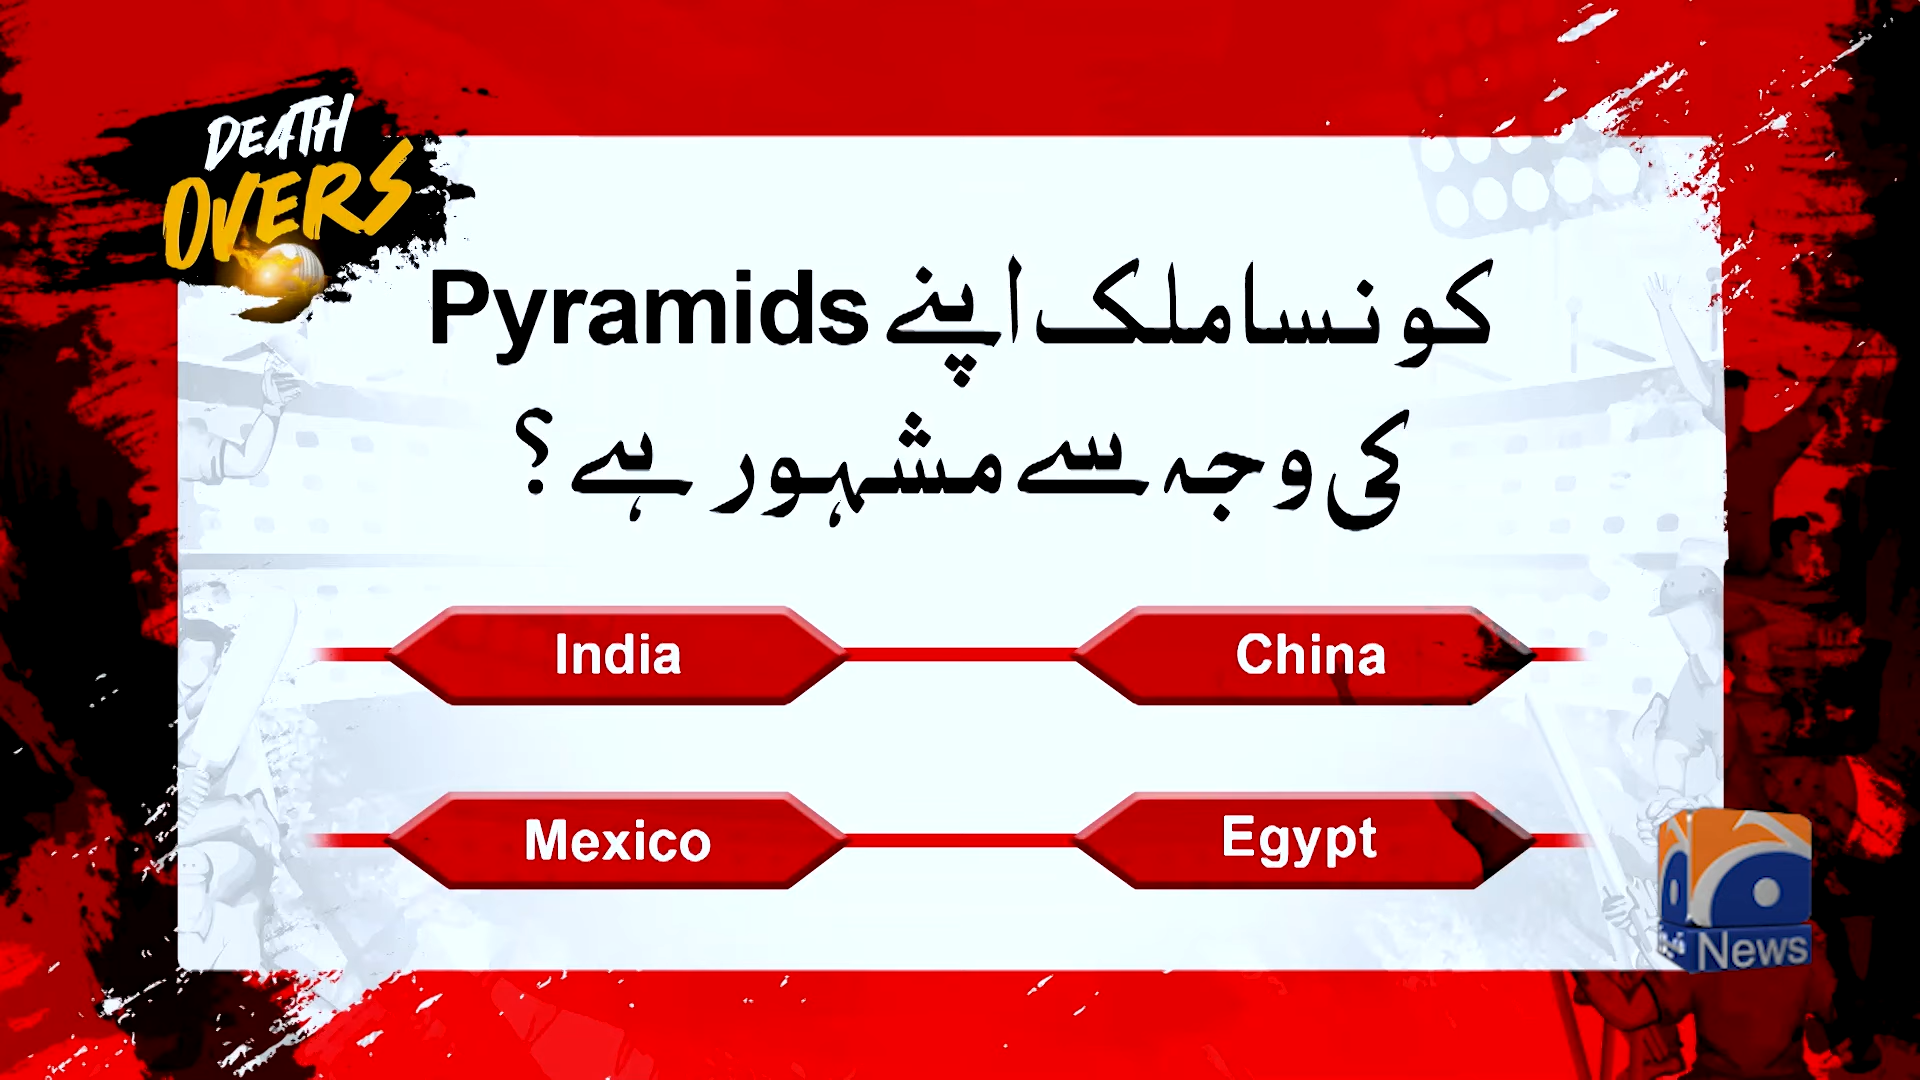 DEATH
OVERS
کونسا ملک اپنے Pyramids
کی وجہ سے مشہور ہے؟
India
China
Mexico
Egypt
News